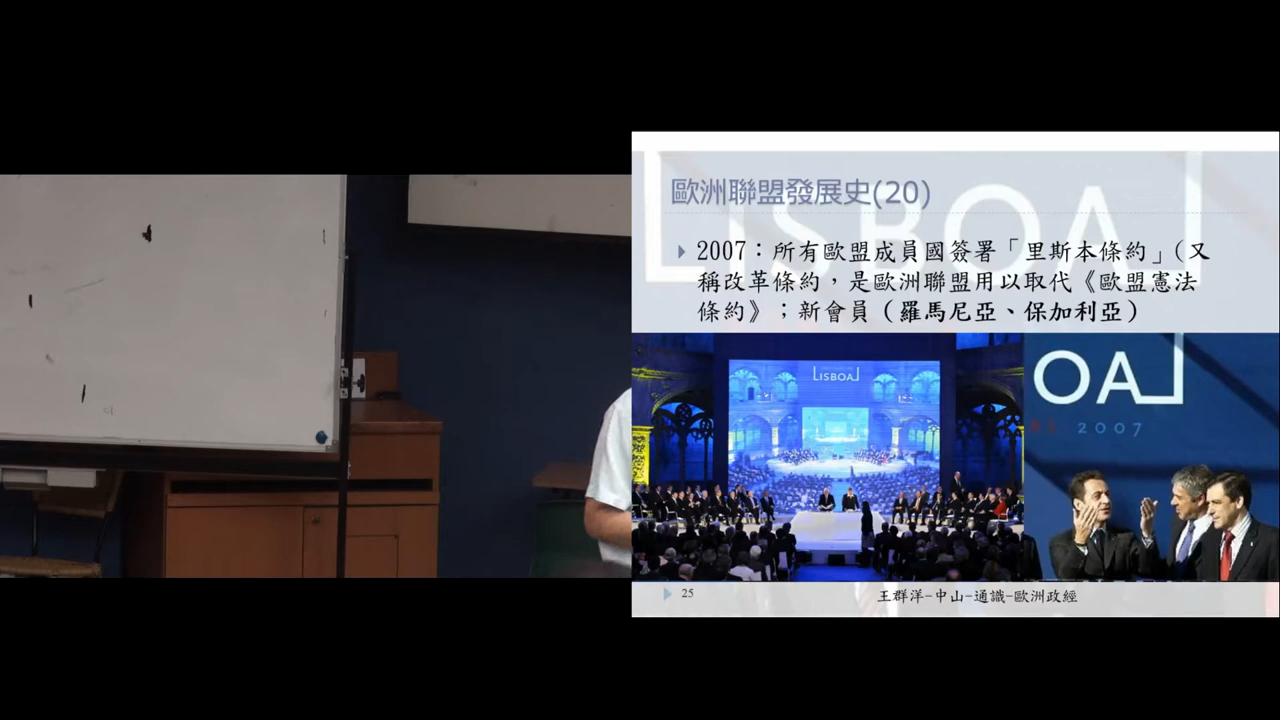 LISBOA
歐洲聯盟發展史(20)
2007：所有歐盟成員國簽署「里斯本條約」(又
稱改革條約，是歐洲聯盟用以取代《歐盟憲法
條約》；新會員（羅馬尼亞、保加利亞）
LISBOA
OA
2007
25
王群洋-中山-通識-歐洲政經